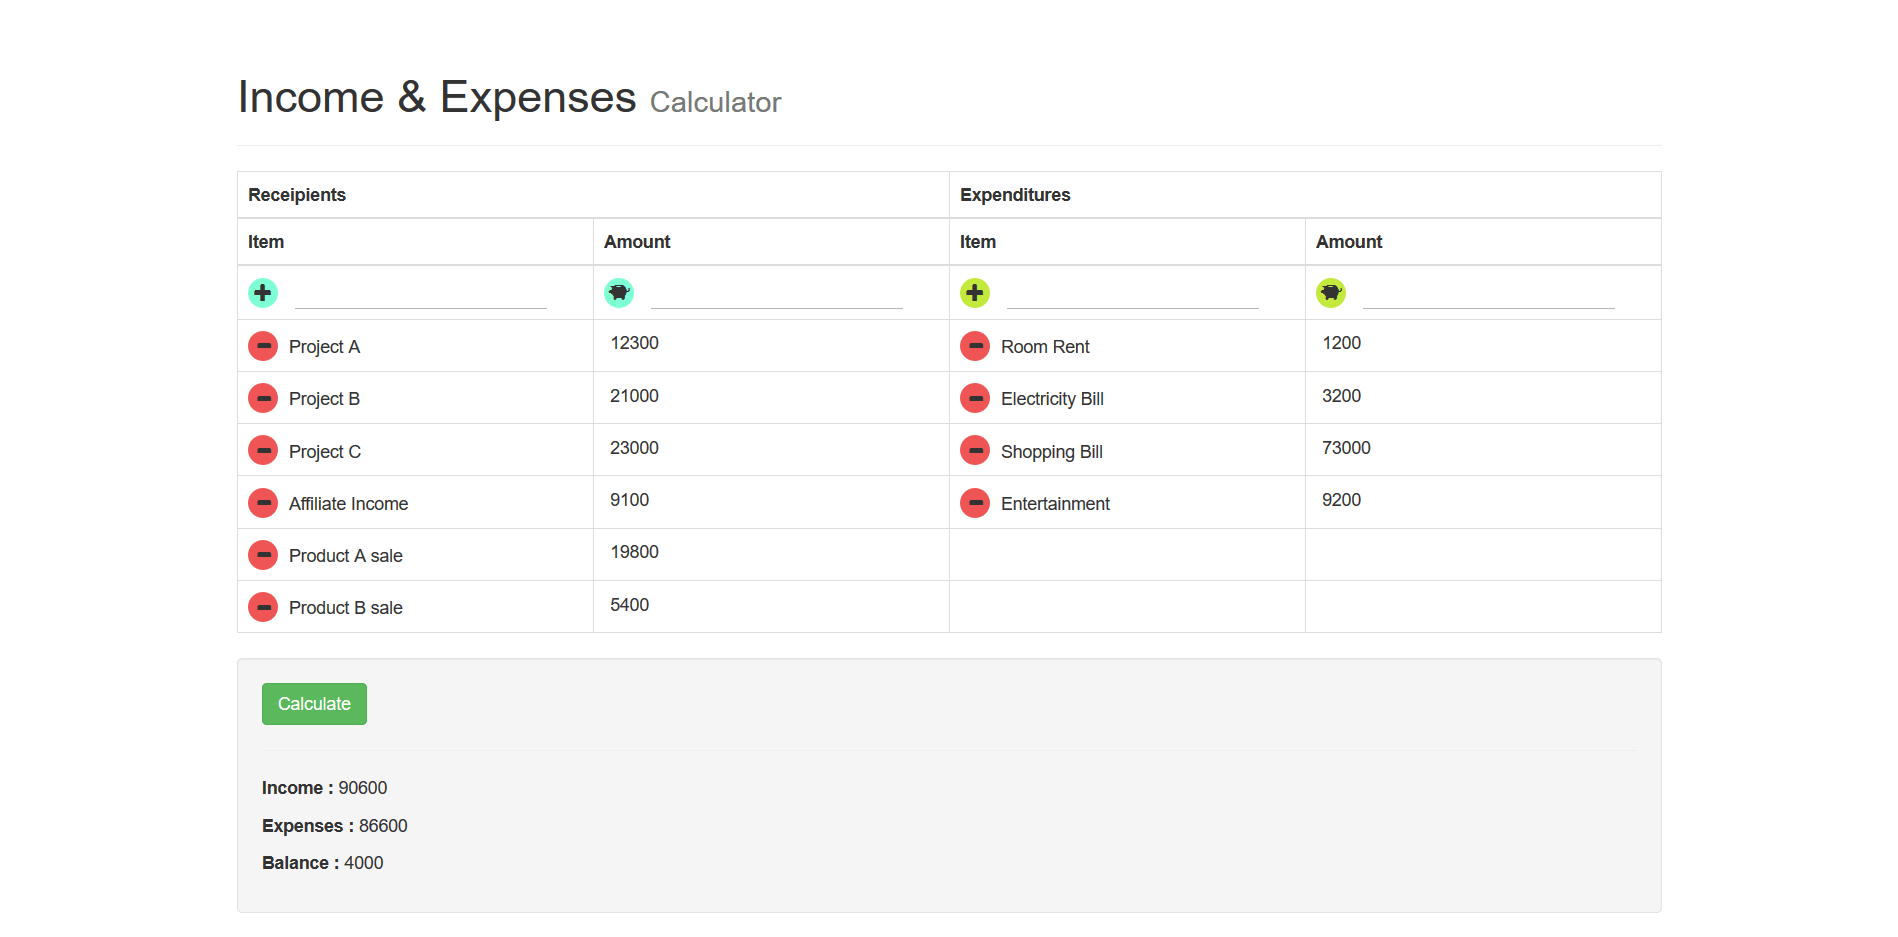 Income & Expenses Calculator
Receipients Expenditures
Item Amount Item Amount
Project A 12300 Room Rent 1200
Project B 21000 Electricity Bill 3200
Project C 23000 Shopping Bill 73000
Affiliate Income 9100 Entertainment 9200
Product A sale 19800
Product B sale 5400
Calculate
Income : 90600
Expenses : 86600
Balance : 4000